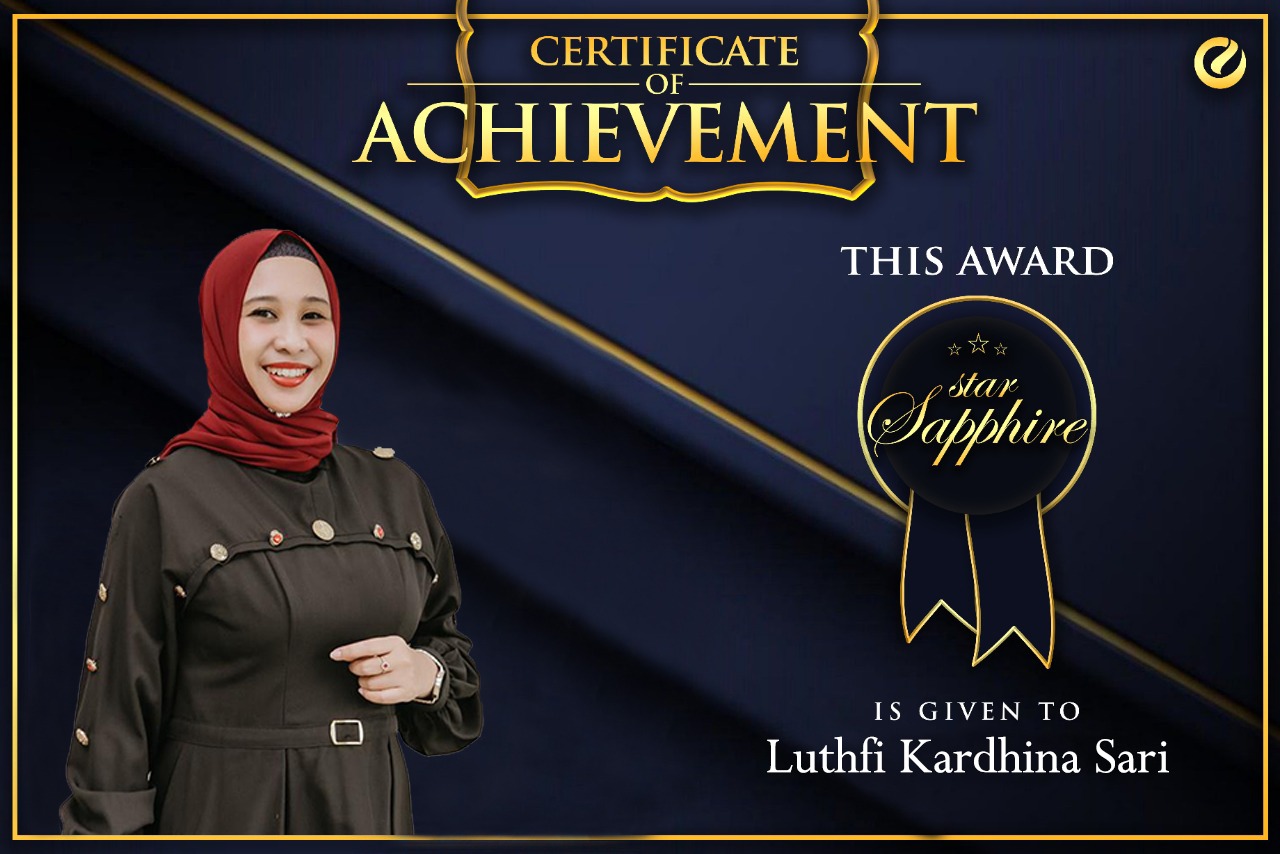 CERTIFICATE
OF
ACHIEVEMENT
THIS AWARD
star
Sapphire
IS GIVEN TO
Luthfi Kardhina Sari